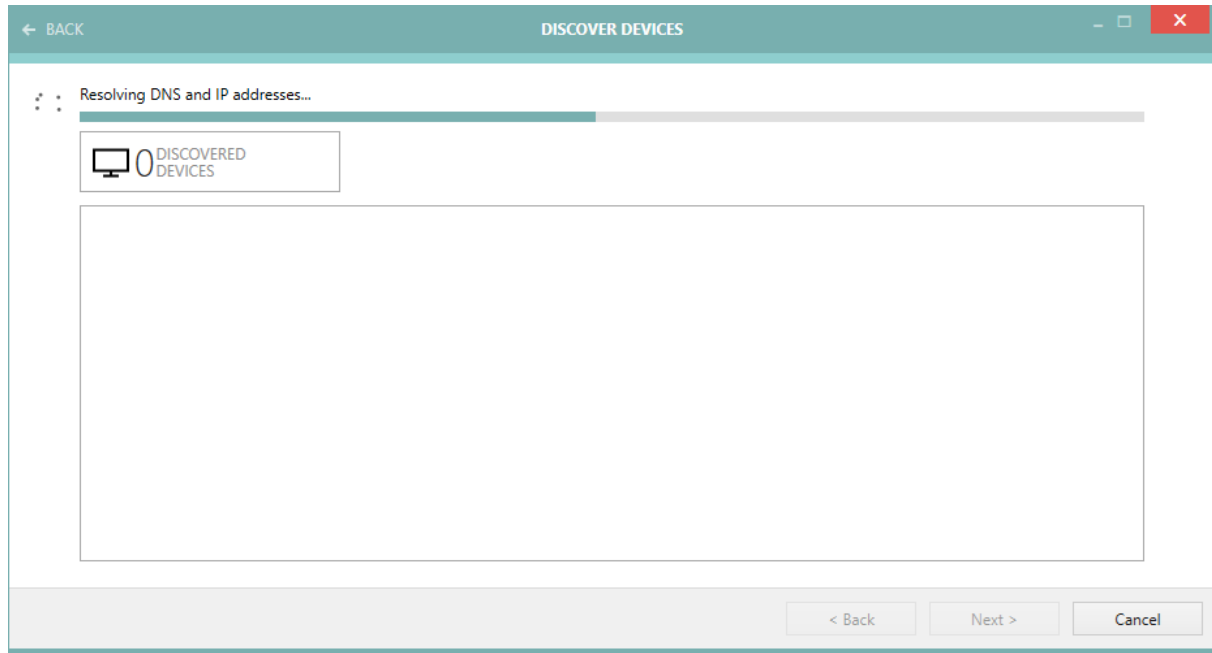 ← BACK
DISCOVER DEVICES
Resolving DNS and IP addresses...
0 DISCOVERED
DEVICES
< Back
Next >
Cancel